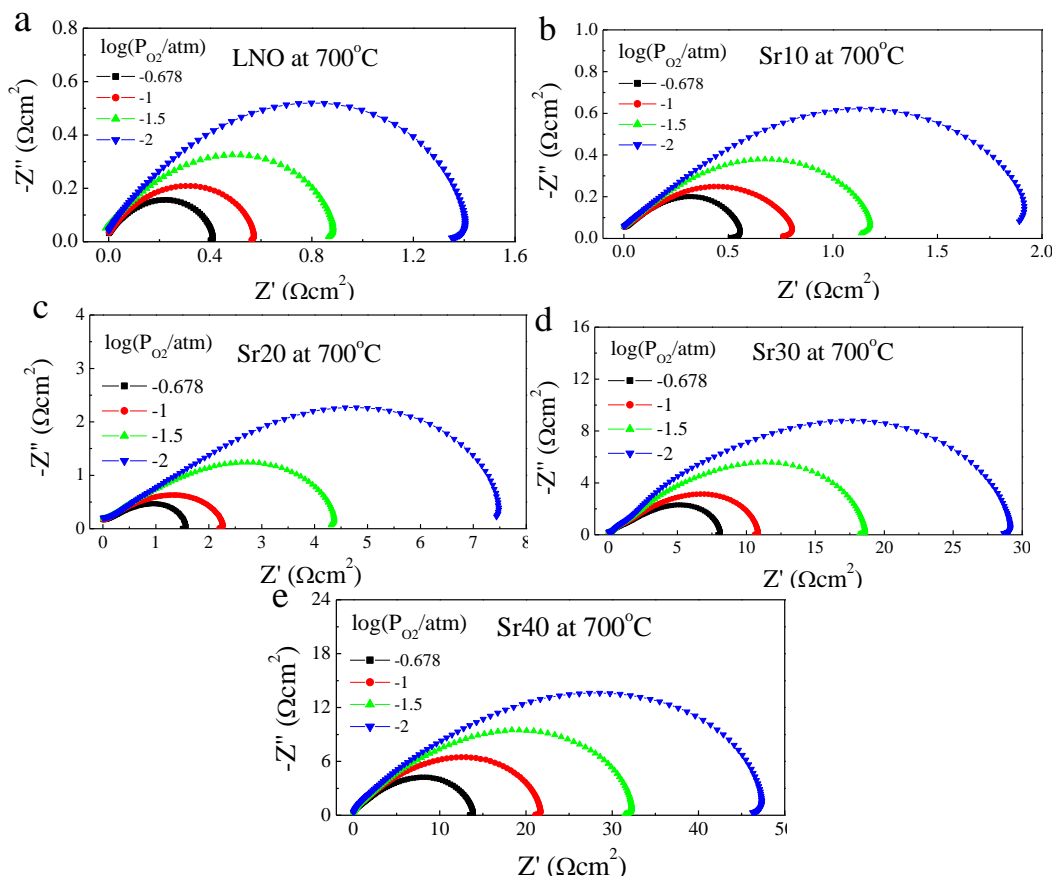 a
LNO at 700°C
log(P_O2/atm)
-0.678
-1
-1.5
-2
-Z'' (Ωcm²)
0.8
0.6
0.4
0.2
0.0
0.0 0.4 0.8 1.2 1.6
Z' (Ωcm²)
b
Sr10 at 700°C
log(P_O2/atm)
-0.678
-1
-1.5
-2
-Z'' (Ωcm²)
1.0
0.8
0.6
0.4
0.2
0.0
0.0 0.5 1.0 1.5 2.0
Z' (Ωcm²)
c
Sr20 at 700°C
log(P_O2/atm)
-0.678
-1
-1.5
-2
-Z'' (Ωcm²)
4
3
2
1
0
0 1 2 3 4 5 6 7 8
Z' (Ωcm²)
d
Sr30 at 700°C
log(P_O2/atm)
-0.678
-1
-1.5
-2
-Z'' (Ωcm²)
16
12
8
4
0
0 5 10 15 20 25 30
Z' (Ωcm²)
e
Sr40 at 700°C
log(P_O2/atm)
-0.678
-1
-1.5
-2
-Z'' (Ωcm²)
24
18
12
6
0
0 10 20 30 40 50
Z' (Ωcm²)